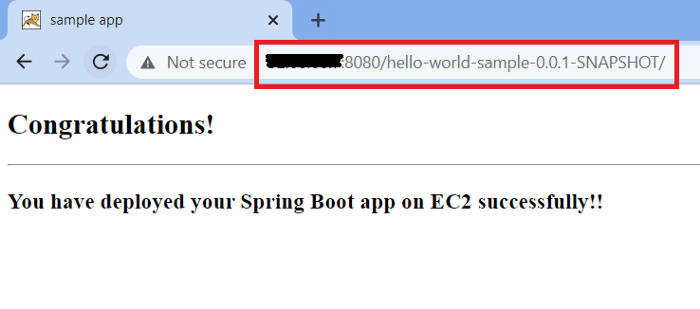 sample app
Not secure :8080/hello-world-sample-0.0.1-SNAPSHOT/
Congratulations!
You have deployed your Spring Boot app on EC2 successfully!!